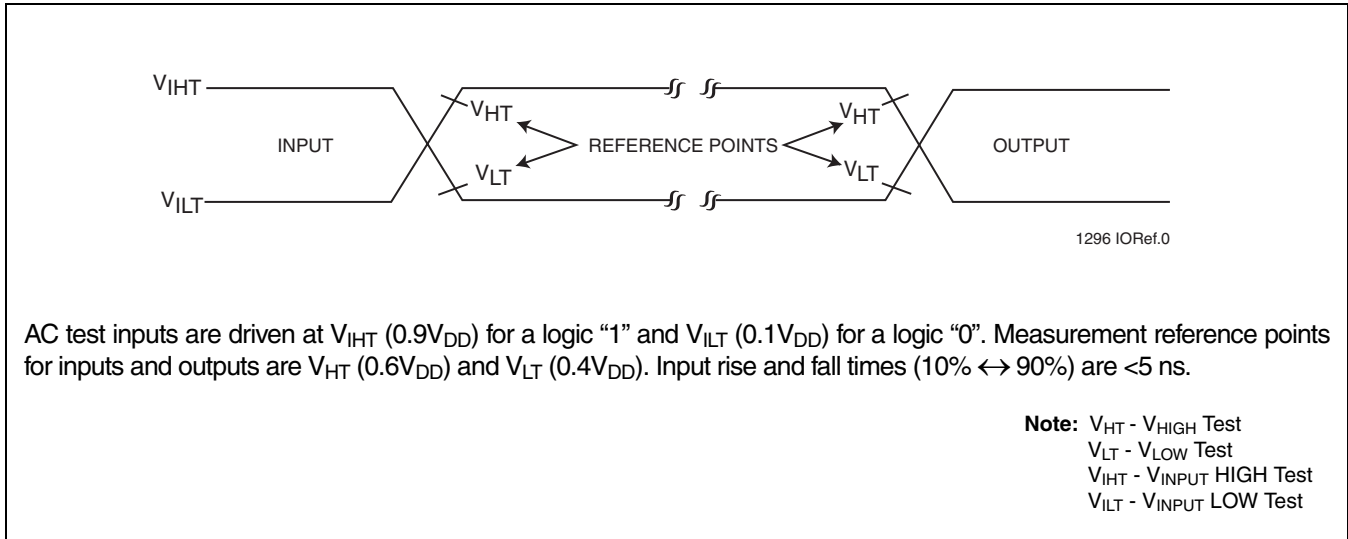 VIHT
VHT
VHT
INPUT
REFERENCE POINTS
OUTPUT
VLT
VLT
VILT
1296 IORef.0
AC test inputs are driven at VIHT (0.9VDD) for a logic “1” and VILT (0.1VDD) for a logic “0”. Measurement reference points
for inputs and outputs are VHT (0.6VDD) and VLT (0.4VDD). Input rise and fall times (10% ↔ 90%) are <5 ns.
Note: VHT - VHIGH Test
VLT - VLOW Test
VIHT - VINPUT HIGH Test
VILT - VINPUT LOW Test